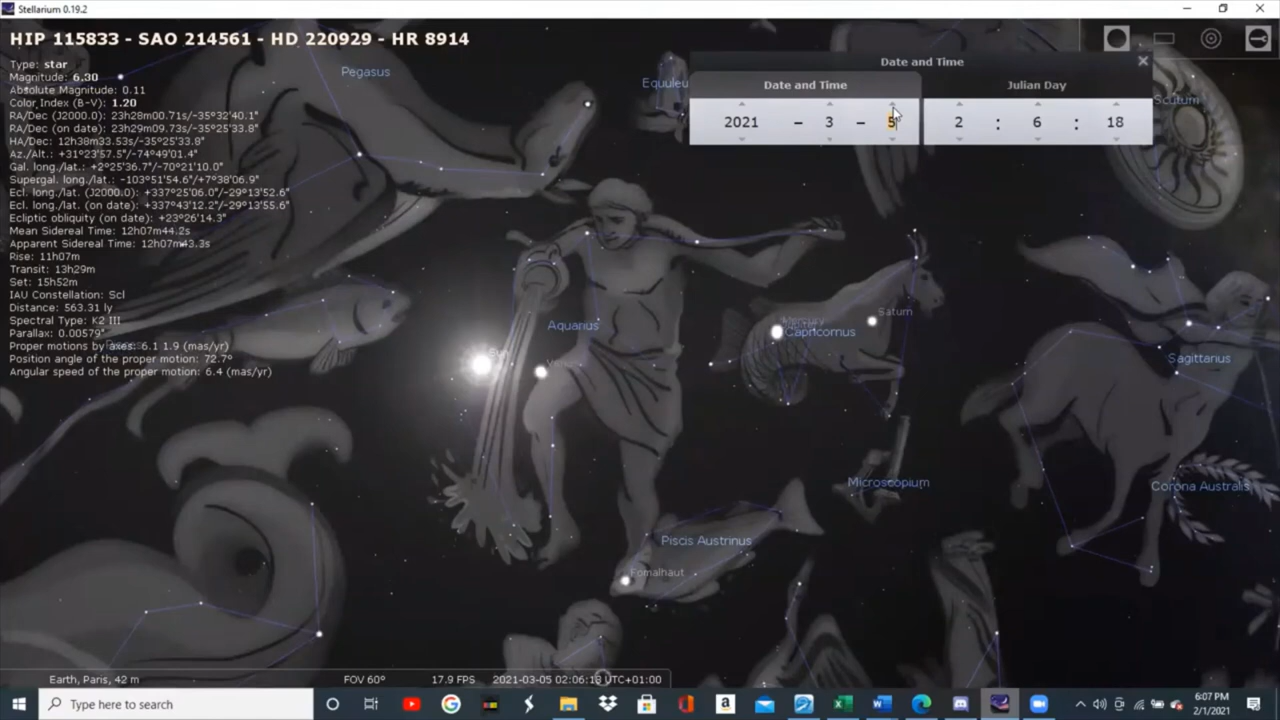 Stellarium 0.19.2
HIP 115833 - SAO 214561 - HD 220929 - HR 8914
Type: star
Magnitude: 6.30
Absolute Magnitude: 0.11
Color Index (B-V): 1.20
RA/Dec (J2000.0): 23h28m00.71s/-35°32'40.1"
RA/Dec (on date): 23h29m09.73s/-35°25'33.8"
HA/Dec: 12h38m33.53s/-35°25'33.8"
Az./Alt.: +31°23'57.5"/-74°49'01.4"
Gal. long./lat.: +2°25'36.7"/-70°21'10.0"
Supergal. long./lat.: -103°51'54.6"/+7°38'06.9"
Ecl. long./lat. (J2000.0): +337°25'06.0"/-29°13'52.6"
Ecl. long./lat. (on date): +337°43'12.2"/-29°13'55.6"
Ecliptic obliquity (on date): +23°26'14.3"
Mean Sidereal Time: 12h07m44.2s
Apparent Sidereal Time: 12h07m43.3s
Rise: 11h07m
Transit: 13h29m
Set: 15h52m
IAU Constellation: Scl
Distance: 563.31 ly
Spectral Type: K2 III
Parallax: 0.00579"
Proper motions by axes: 6.1 1.9 (mas/yr)
Position angle of the proper motion: 72.7°
Angular speed of the proper motion: 6.4 (mas/yr)
Date and Time
Date and Time Julian Day
2021 - 3 - 5 2 : 6 : 18
Pegasus
Equuleu
Scutum
Aquarius
Sun
Venus
Mercury
Capricornus
Saturn
Sagittarius
Microscopium
Corona Australis
Piscis Austrinus
Fomalhaut
Earth, Paris, 42 m FOV 60° 17.9 FPS 2021-03-05 02:06:18 UTC+01:00
Type here to search
6:07 PM
2/1/2021